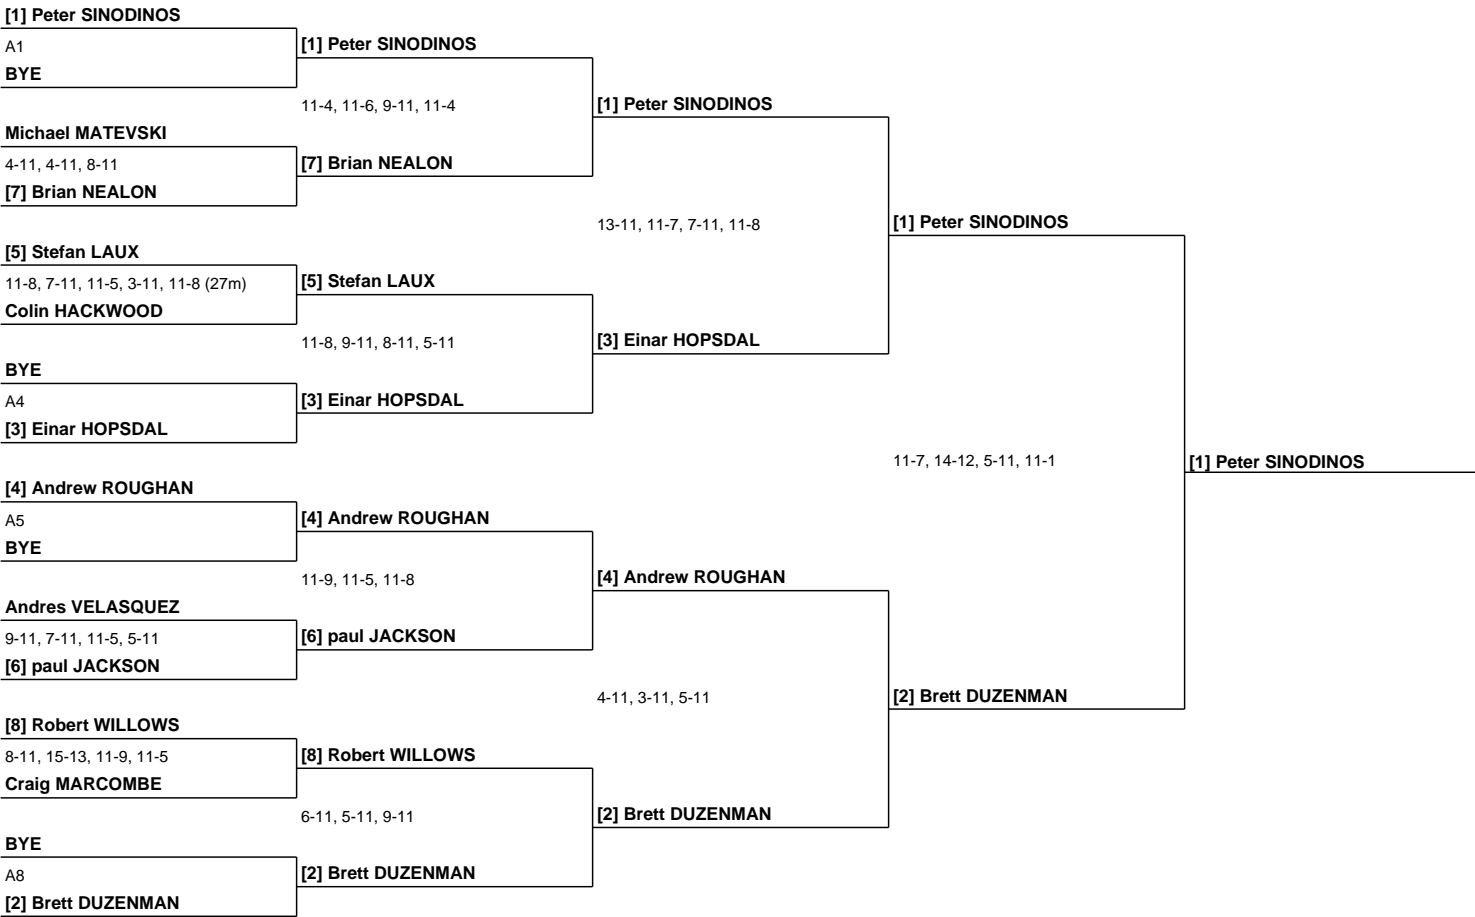 [1] Peter SINODINOS
A1
BYE
Michael MATEVSKI
4-11, 4-11, 8-11
[7] Brian NEALON
[5] Stefan LAUX
11-8, 7-11, 11-5, 3-11, 11-8 (27m)
Colin HACKWOOD
BYE
A4
[3] Einar HOPSDAL
[4] Andrew ROUGHAN
A5
BYE
Andres VELASQUEZ
9-11, 7-11, 11-5, 5-11
[6] paul JACKSON
[8] Robert WILLOWS
8-11, 15-13, 11-9, 11-5
Craig MARCOMBE
BYE
A8
[2] Brett DUZENMAN
[1] Peter SINODINOS
11-4, 11-6, 9-11, 11-4
[7] Brian NEALON
[5] Stefan LAUX
11-8, 9-11, 8-11, 5-11
[3] Einar HOPSDAL
[4] Andrew ROUGHAN
11-9, 11-5, 11-8
[6] paul JACKSON
[8] Robert WILLOWS
6-11, 5-11, 9-11
[2] Brett DUZENMAN
[1] Peter SINODINOS
13-11, 11-7, 7-11, 11-8
[3] Einar HOPSDAL
[4] Andrew ROUGHAN
4-11, 3-11, 5-11
[2] Brett DUZENMAN
[1] Peter SINODINOS
11-7, 14-12, 5-11, 11-1
[2] Brett DUZENMAN
[1] Peter SINODINOS